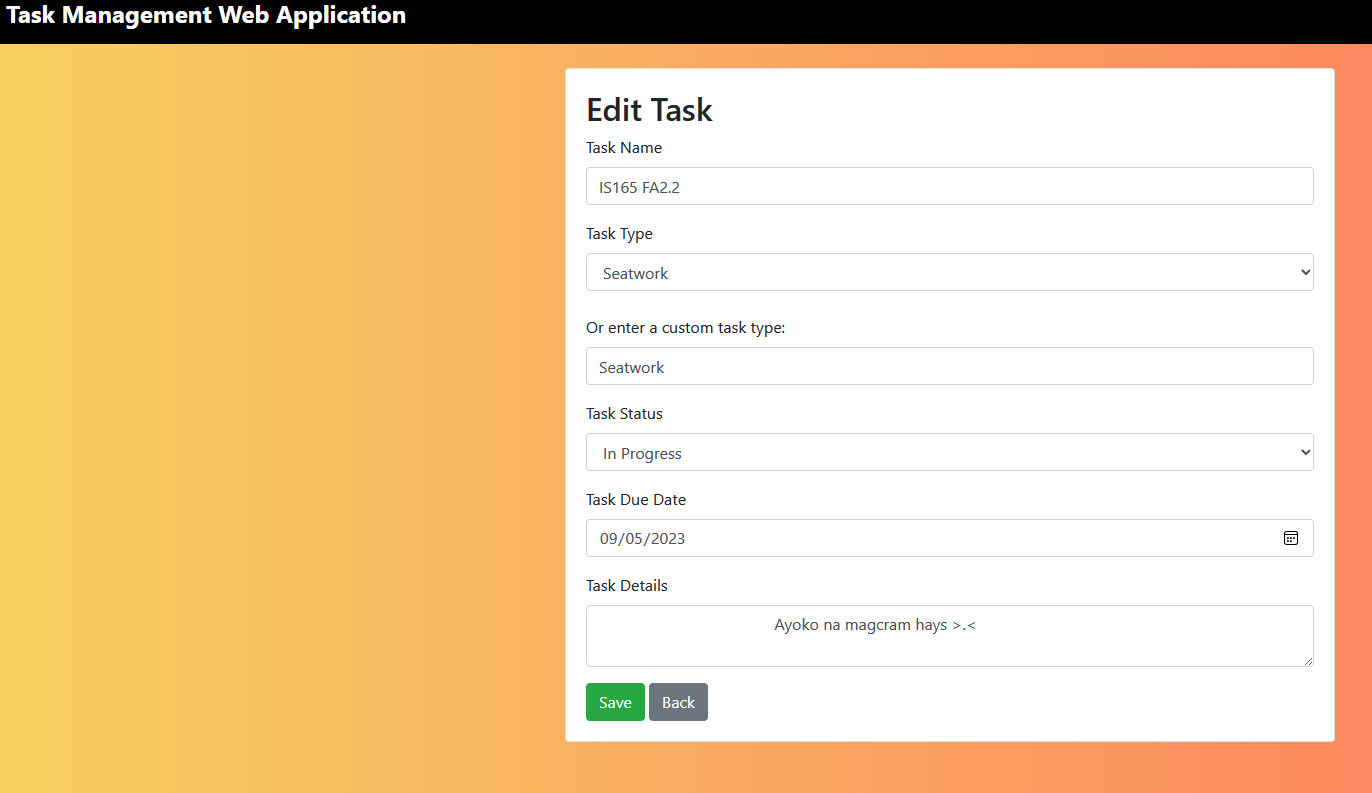 Task Management Web Application
Edit Task
Task Name
IS165 FA2.2
Task Type
Seatwork
Or enter a custom task type:
Seatwork
Task Status
In Progress
Task Due Date
09/05/2023
Task Details
Ayoko na magcram hays >.<
Save Back